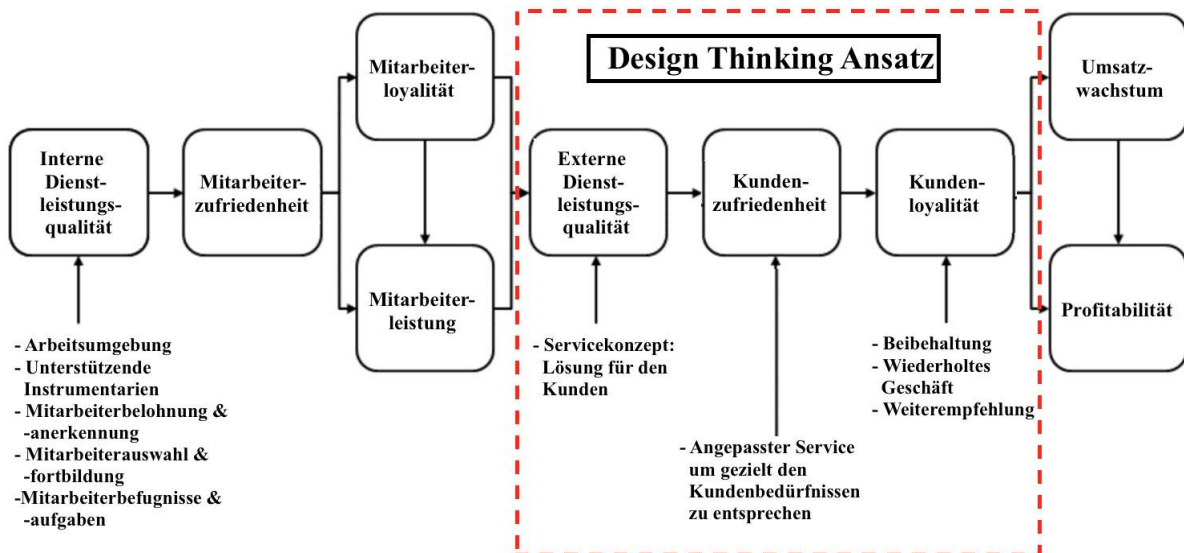 Design Thinking Ansatz
Interne
Dienst-
leistungs-
qualität
Mitarbeiter-
zufriedenheit
Mitarbeiter-
loyalität
Mitarbeiter-
leistung
Externe
Dienst-
leistungs-
qualität
Kunden-
zufriedenheit
Kunden-
loyalität
Umsatz-
wachstum
Profitabilität
- Arbeitsumgebung
- Unterstützende
Instrumentarien
- Mitarbeiterbelohnung &
-anerkennung
- Mitarbeiterauswahl &
-fortbildung
-Mitarbeiterbefugnisse &
-aufgaben
- Servicekonzept:
Lösung für den
Kunden
- Angepasster Service
um gezielt den
Kundenbedürfnissen
zu entsprechen
- Beibehaltung
- Wiederholtes
Geschäft
- Weiterempfehlung